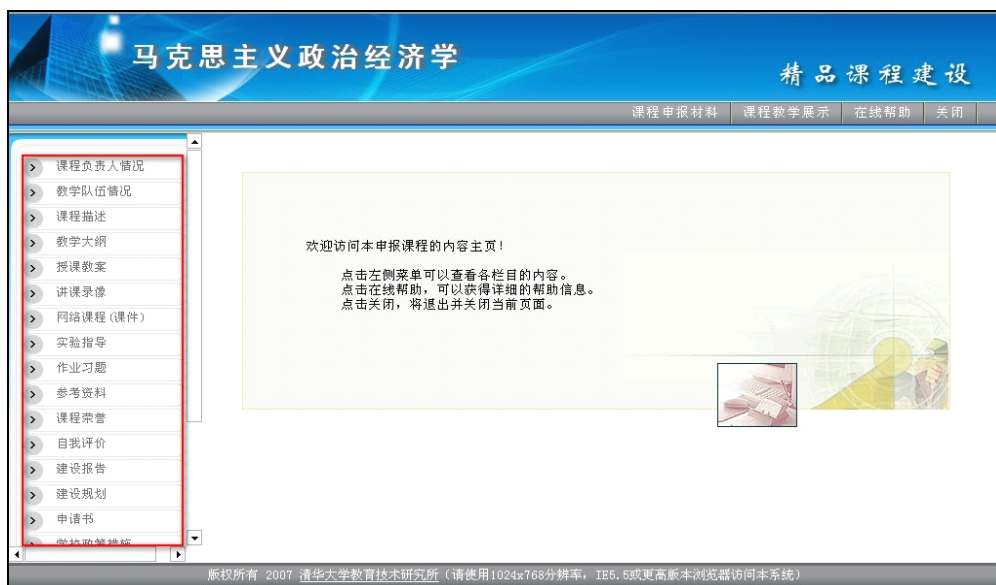 马克思主义政治经济学
精品课程建设
课程申报材料 课程教学展示 在线帮助 关闭
课程负责人情况
教学队伍情况
课程描述
教学大纲
授课教案
讲课录像
网络课程(课件)
实验指导
作业习题
参考资料
课程荣誉
自我评价
建设报告
建设规划
申请书
学校政策措施
欢迎访问本申报课程的内容主页!
点击左侧菜单可以查看各栏目的内容。
点击在线帮助,可以获得详细的帮助信息。
点击关闭,将退出并关闭当前页面。
版权所有 2007 清华大学教育技术研究所(请使用1024x768分辨率,IE5.5或更高版本浏览器访问本系统)